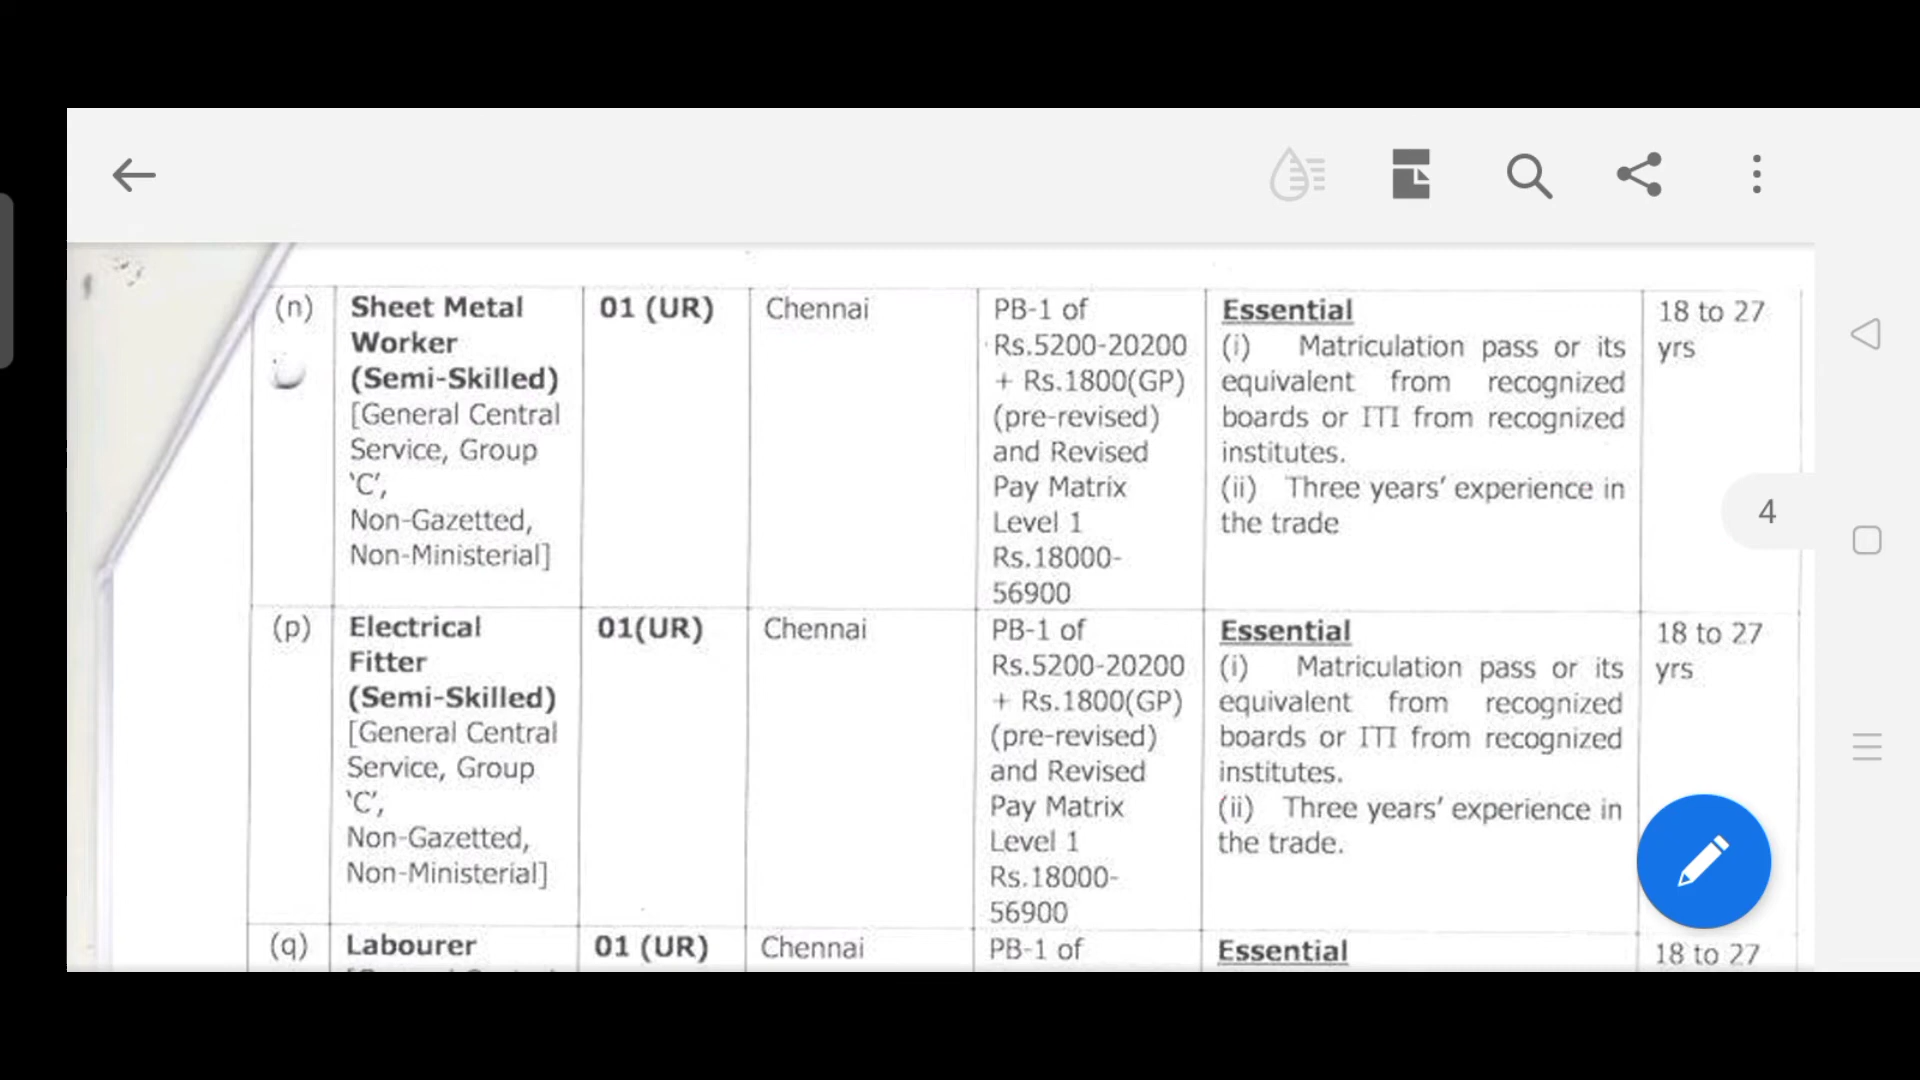 (n)
Sheet Metal
Worker
(Semi-Skilled)
[General Central
Service, Group
‘C’,
Non-Gazetted,
Non-Ministerial]
01 (UR)
Chennai
PB-1 of
Rs.5200-20200
+ Rs.1800(GP)
(pre-revised)
and Revised
Pay Matrix
Level 1
Rs.18000-
56900
Essential
(i) Matriculation pass or its
equivalent from recognized
boards or ITI from recognized
institutes.
(ii) Three years’ experience in
the trade
18 to 27
yrs
4
(p)
Electrical
Fitter
(Semi-Skilled)
[General Central
Service, Group
‘C’,
Non-Gazetted,
Non-Ministerial]
01(UR)
Chennai
PB-1 of
Rs.5200-20200
+ Rs.1800(GP)
(pre-revised)
and Revised
Pay Matrix
Level 1
Rs.18000-
56900
Essential
(i) Matriculation pass or its
equivalent from recognized
boards or ITI from recognized
institutes.
(ii) Three years’ experience in
the trade.
18 to 27
yrs
(q)
Labourer
01 (UR)
Chennai
PB-1 of
Essential
18 to 27